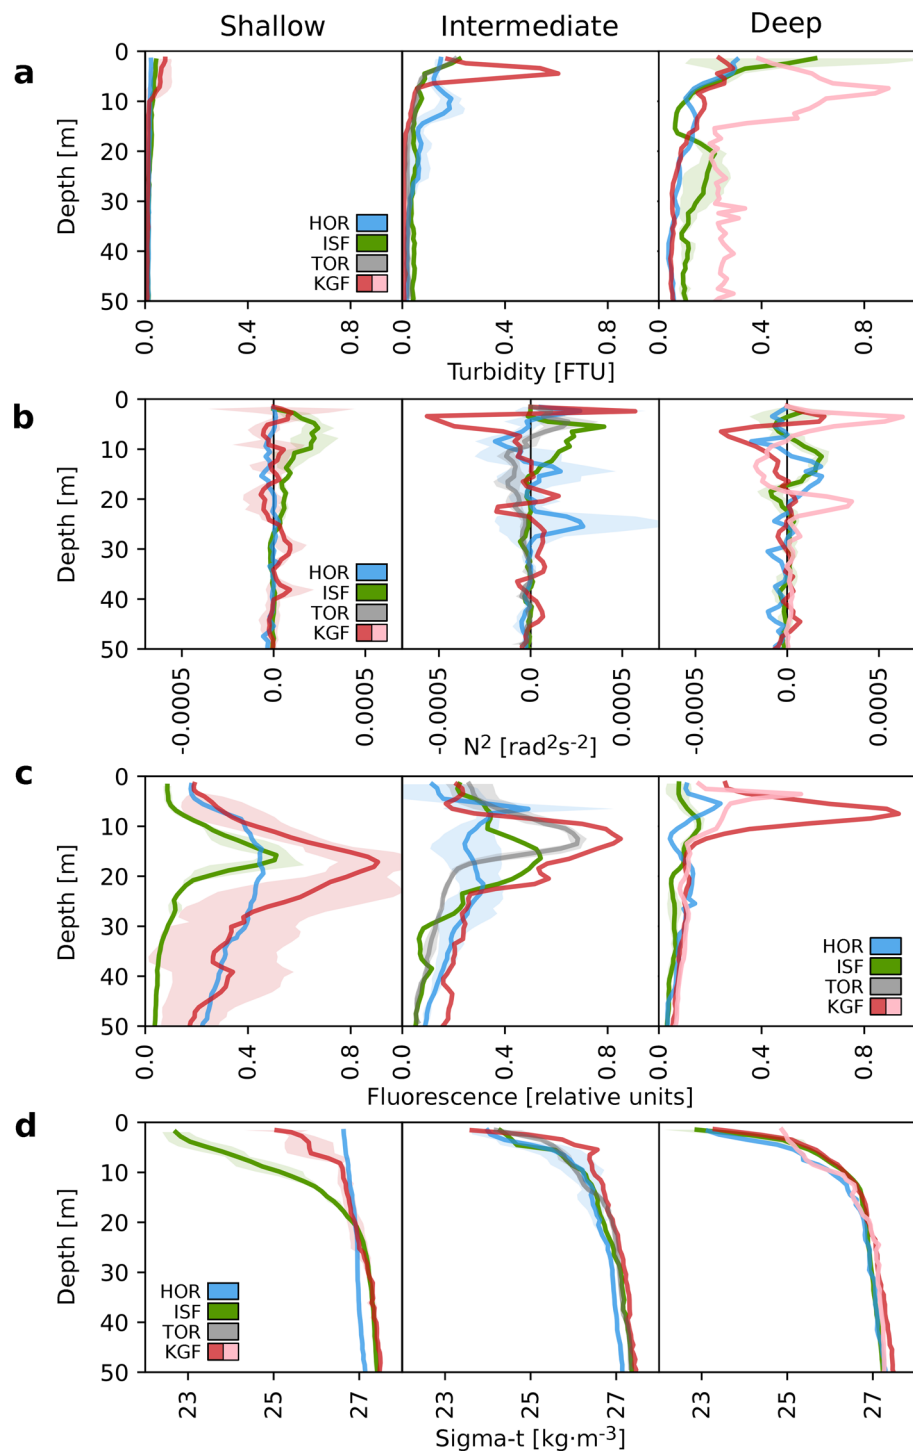 Shallow Intermediate Deep
a
0
10
20
30
40
50
Depth [m]
HOR
ISF
TOR
KGF
0.0 0.4 0.8 0.0 0.4 0.8 0.0 0.4 0.8
Turbidity [FTU]
b
0
10
20
30
40
50
Depth [m]
HOR
ISF
TOR
KGF
-0.0005 0.0 0.0005 -0.0005 0.0 0.0005 -0.0005 0.0 0.0005
N² [rad²s⁻²]
c
0
10
20
30
40
50
Depth [m]
HOR
ISF
TOR
KGF
0.0 0.4 0.8 0.0 0.4 0.8 0.0 0.4 0.8
Fluorescence [relative units]
d
0
10
20
30
40
50
Depth [m]
HOR
ISF
TOR
KGF
23 25 27 23 25 27 23 25 27
Sigma-t [kg·m⁻³]